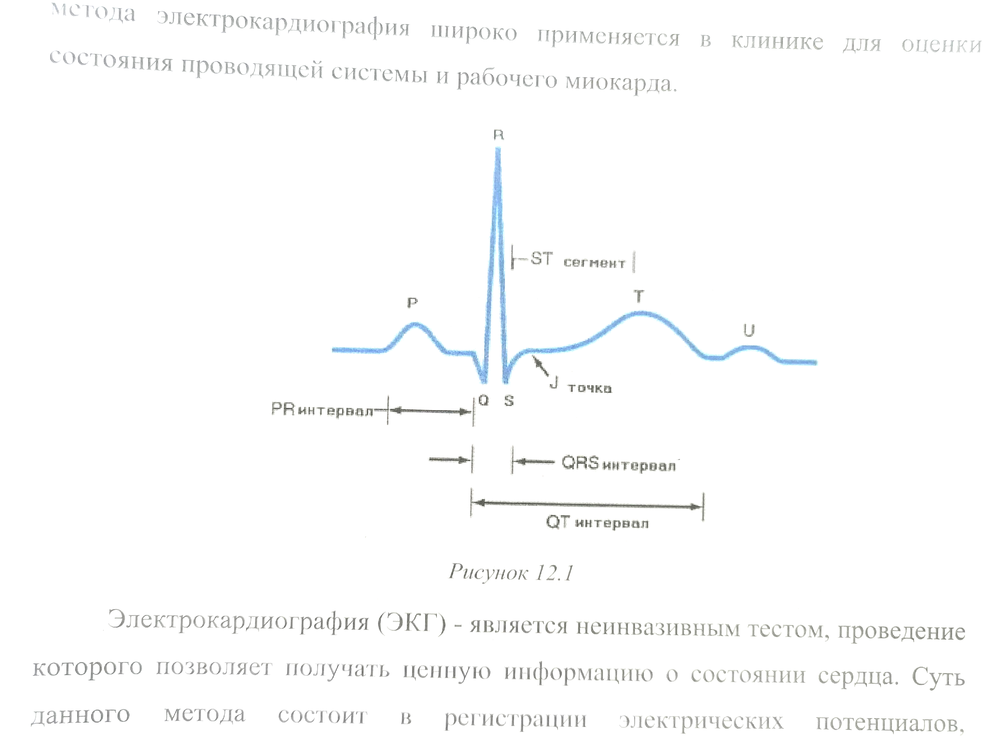 метода электрокардиография широко применяется в клинике для оценки
состояния проводящей системы и рабочего миокарда.
R
ST сегмент
P
T
U
J точка
Q S
PR интервал
QRS интервал
QT интервал
Рисунок 12.1
Электрокардиография (ЭКГ) - является неинвазивным тестом, проведение
которого позволяет получать ценную информацию о состоянии сердца. Суть
данного метода состоит в регистрации электрических потенциалов,